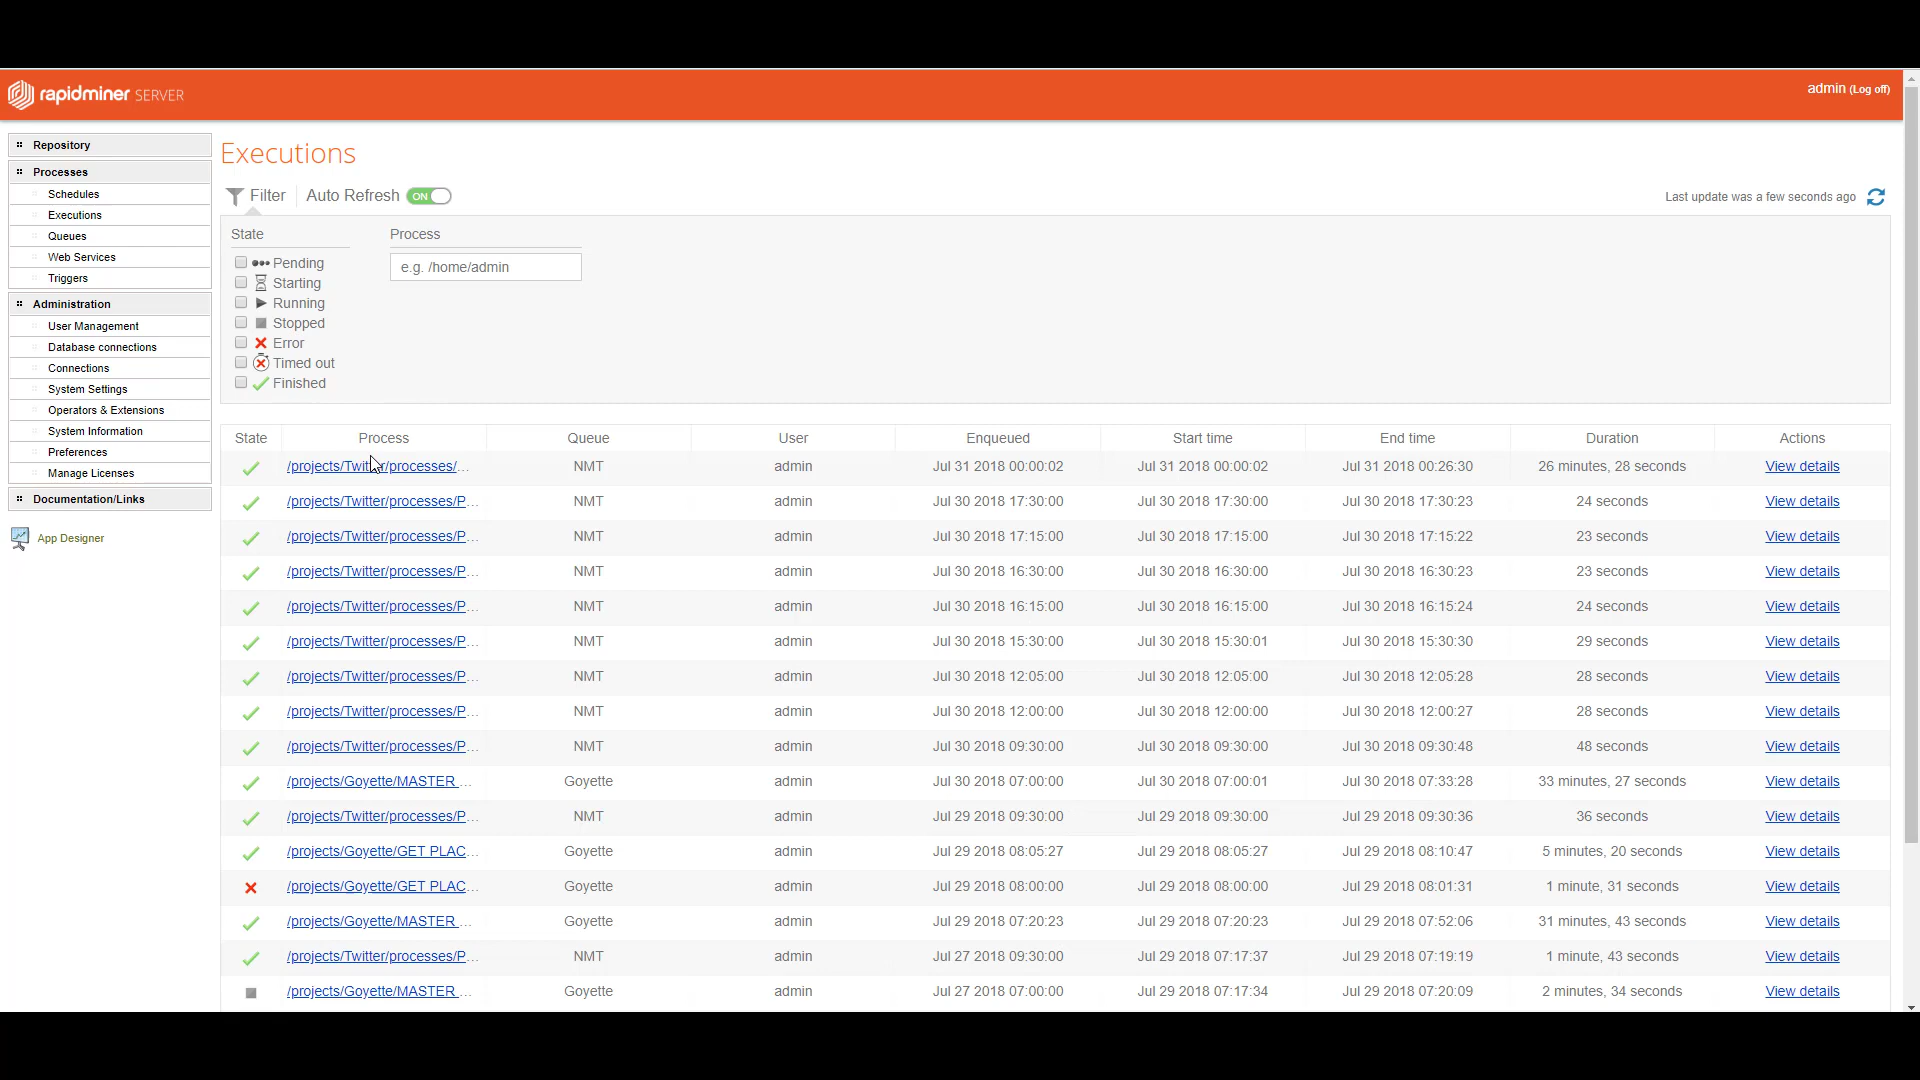 rapidminer SERVER
admin (Log off)
Repository
Processes
Schedules
Executions
Queues
Web Services
Triggers
Administration
User Management
Database connections
Connections
System Settings
Operators & Extensions
System Information
Preferences
Manage Licenses
Documentation/Links
App Designer
Executions
Filter Auto Refresh ON
Last update was a few seconds ago
State Process
Pending
e.g. /home/admin
Starting
Running
Stopped
Error
Timed out
Finished
State Process Queue User Enqueued Start time End time Duration Actions
/projects/Twitter/processes/... NMT admin Jul 31 2018 00:00:02 Jul 31 2018 00:00:02 Jul 31 2018 00:26:30 26 minutes, 28 seconds View details
/projects/Twitter/processes/P... NMT admin Jul 30 2018 17:30:00 Jul 30 2018 17:30:00 Jul 30 2018 17:30:23 24 seconds View details
/projects/Twitter/processes/P... NMT admin Jul 30 2018 17:15:00 Jul 30 2018 17:15:00 Jul 30 2018 17:15:22 23 seconds View details
/projects/Twitter/processes/P... NMT admin Jul 30 2018 16:30:00 Jul 30 2018 16:30:00 Jul 30 2018 16:30:23 23 seconds View details
/projects/Twitter/processes/P... NMT admin Jul 30 2018 16:15:00 Jul 30 2018 16:15:00 Jul 30 2018 16:15:24 24 seconds View details
/projects/Twitter/processes/P... NMT admin Jul 30 2018 15:30:00 Jul 30 2018 15:30:01 Jul 30 2018 15:30:30 29 seconds View details
/projects/Twitter/processes/P... NMT admin Jul 30 2018 12:05:00 Jul 30 2018 12:05:00 Jul 30 2018 12:05:28 28 seconds View details
/projects/Twitter/processes/P... NMT admin Jul 30 2018 12:00:00 Jul 30 2018 12:00:00 Jul 30 2018 12:00:27 28 seconds View details
/projects/Twitter/processes/P... NMT admin Jul 30 2018 09:30:00 Jul 30 2018 09:30:00 Jul 30 2018 09:30:48 48 seconds View details
/projects/Goyette/MASTER ... Goyette admin Jul 30 2018 07:00:00 Jul 30 2018 07:00:01 Jul 30 2018 07:33:28 33 minutes, 27 seconds View details
/projects/Twitter/processes/P... NMT admin Jul 29 2018 09:30:00 Jul 29 2018 09:30:00 Jul 29 2018 09:30:36 36 seconds View details
/projects/Goyette/GET PLAC... Goyette admin Jul 29 2018 08:05:27 Jul 29 2018 08:05:27 Jul 29 2018 08:10:47 5 minutes, 20 seconds View details
/projects/Goyette/GET PLAC... Goyette admin Jul 29 2018 08:00:00 Jul 29 2018 08:00:00 Jul 29 2018 08:01:31 1 minute, 31 seconds View details
/projects/Goyette/MASTER ... Goyette admin Jul 29 2018 07:20:23 Jul 29 2018 07:20:23 Jul 29 2018 07:52:06 31 minutes, 43 seconds View details
/projects/Twitter/processes/P... NMT admin Jul 27 2018 09:30:00 Jul 29 2018 07:17:37 Jul 29 2018 07:19:19 1 minute, 43 seconds View details
/projects/Goyette/MASTER ... Goyette admin Jul 27 2018 07:00:00 Jul 29 2018 07:17:34 Jul 29 2018 07:20:09 2 minutes, 34 seconds View details